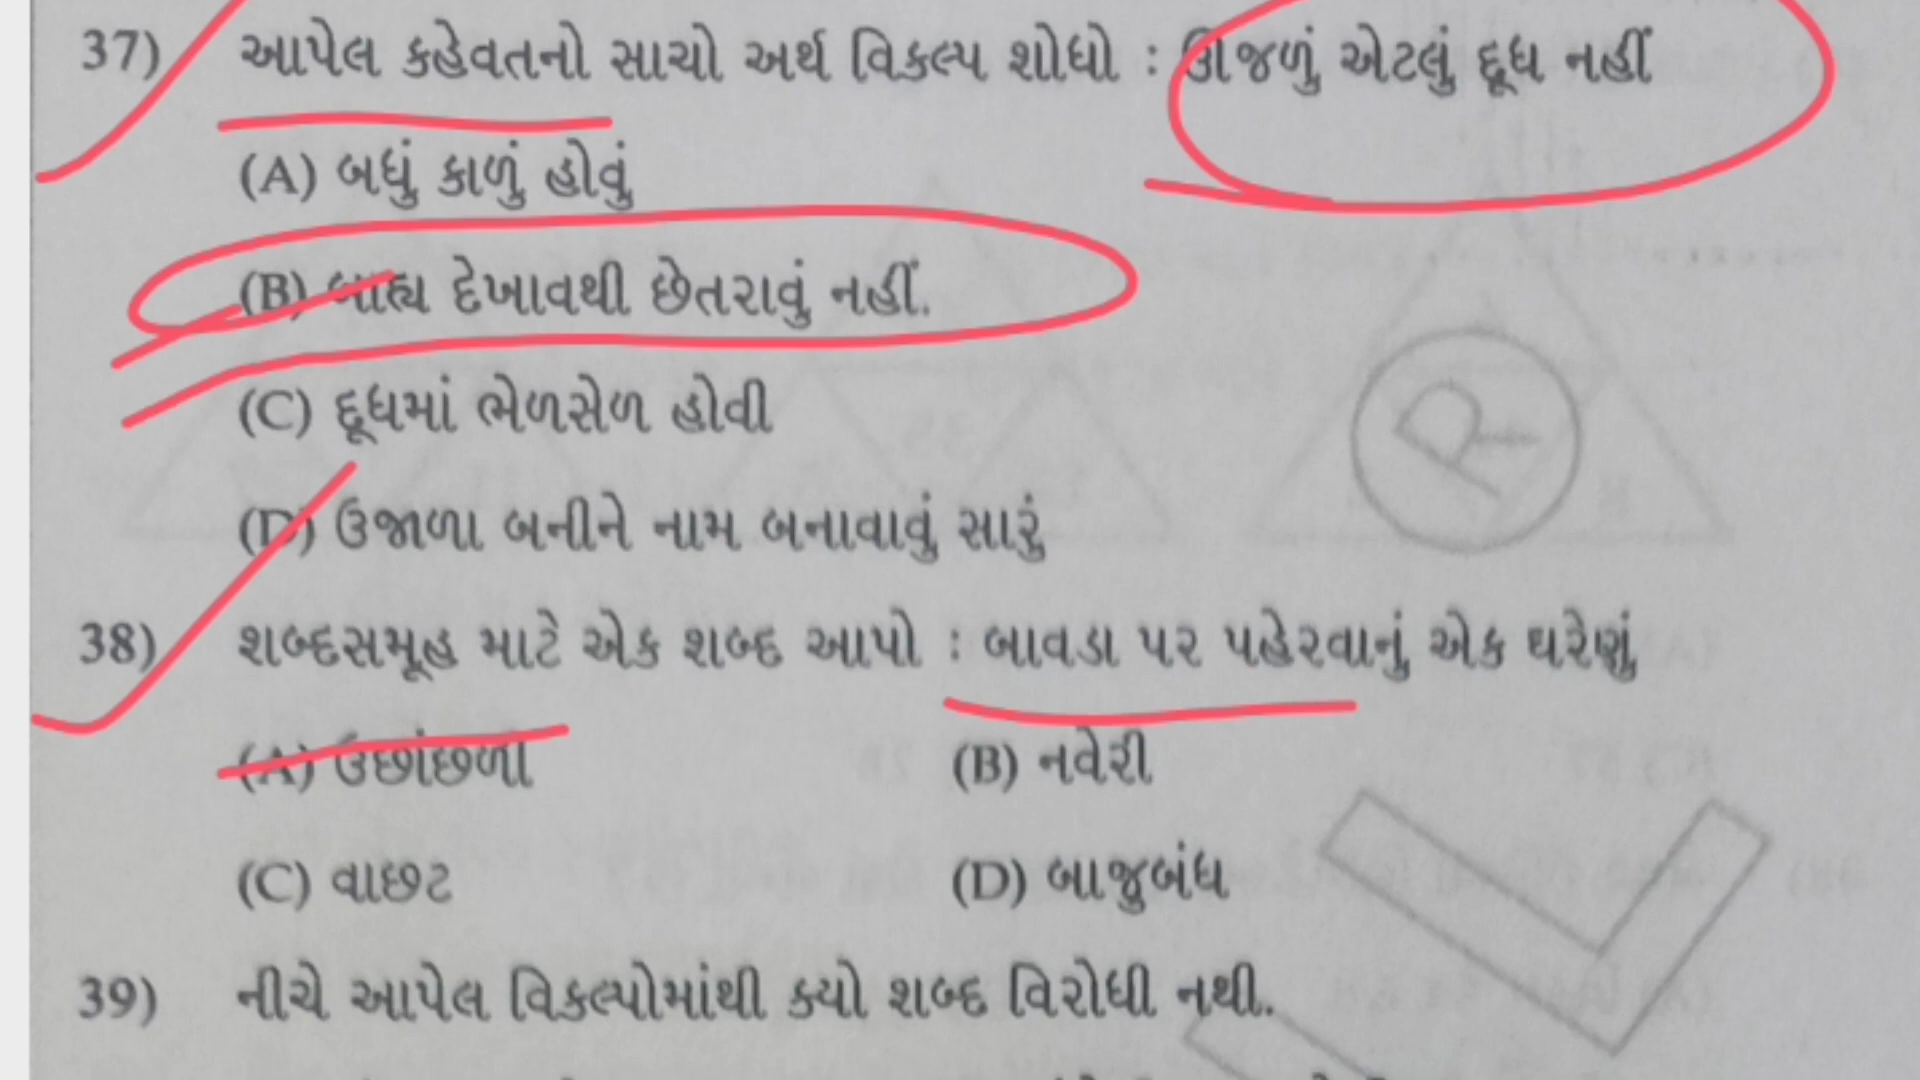 37) આપેલ કહેવતનો સાચો અર્થ વિકલ્પ શોધો : ઊજળું એટલું દૂધ નહીં
(A) બધું કાળું હોવું
(B) બાહ્ય દેખાવથી છેતરાવું નહીં.
(C) દૂધમાં ભેળસેળ હોવી
(D) ઉજાળા બનીને નામ બનાવાવું સારું
R
38) શબ્દસમૂહ માટે એક શબ્દ આપો : બાવડા પર પહેરવાનું એક ઘરેણું
(A) ઉછાંછળા (B) નવેરી
(C) વાછટ (D) બાજુબંધ
39) નીચે આપેલ વિકલ્પોમાંથી ક્યો શબ્દ વિરોધી નથી.